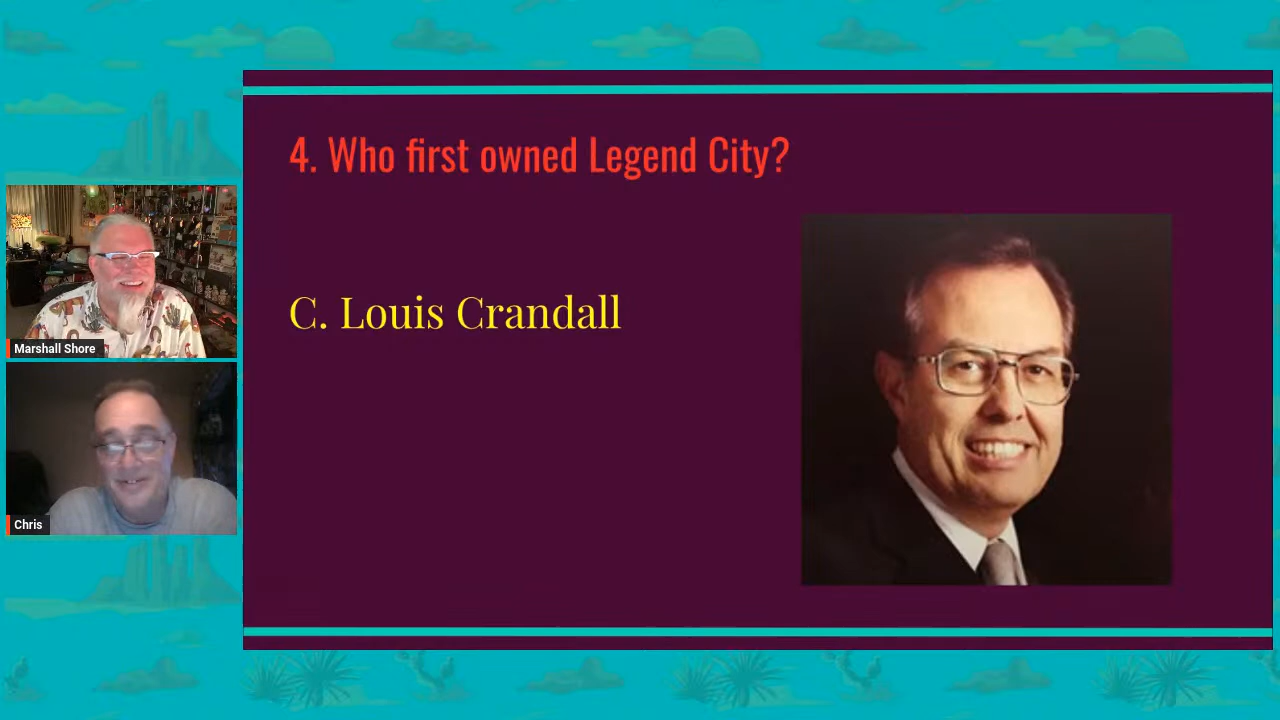 4. Who first owned Legend City?
C. Louis Crandall
Marshall Shore
Chris